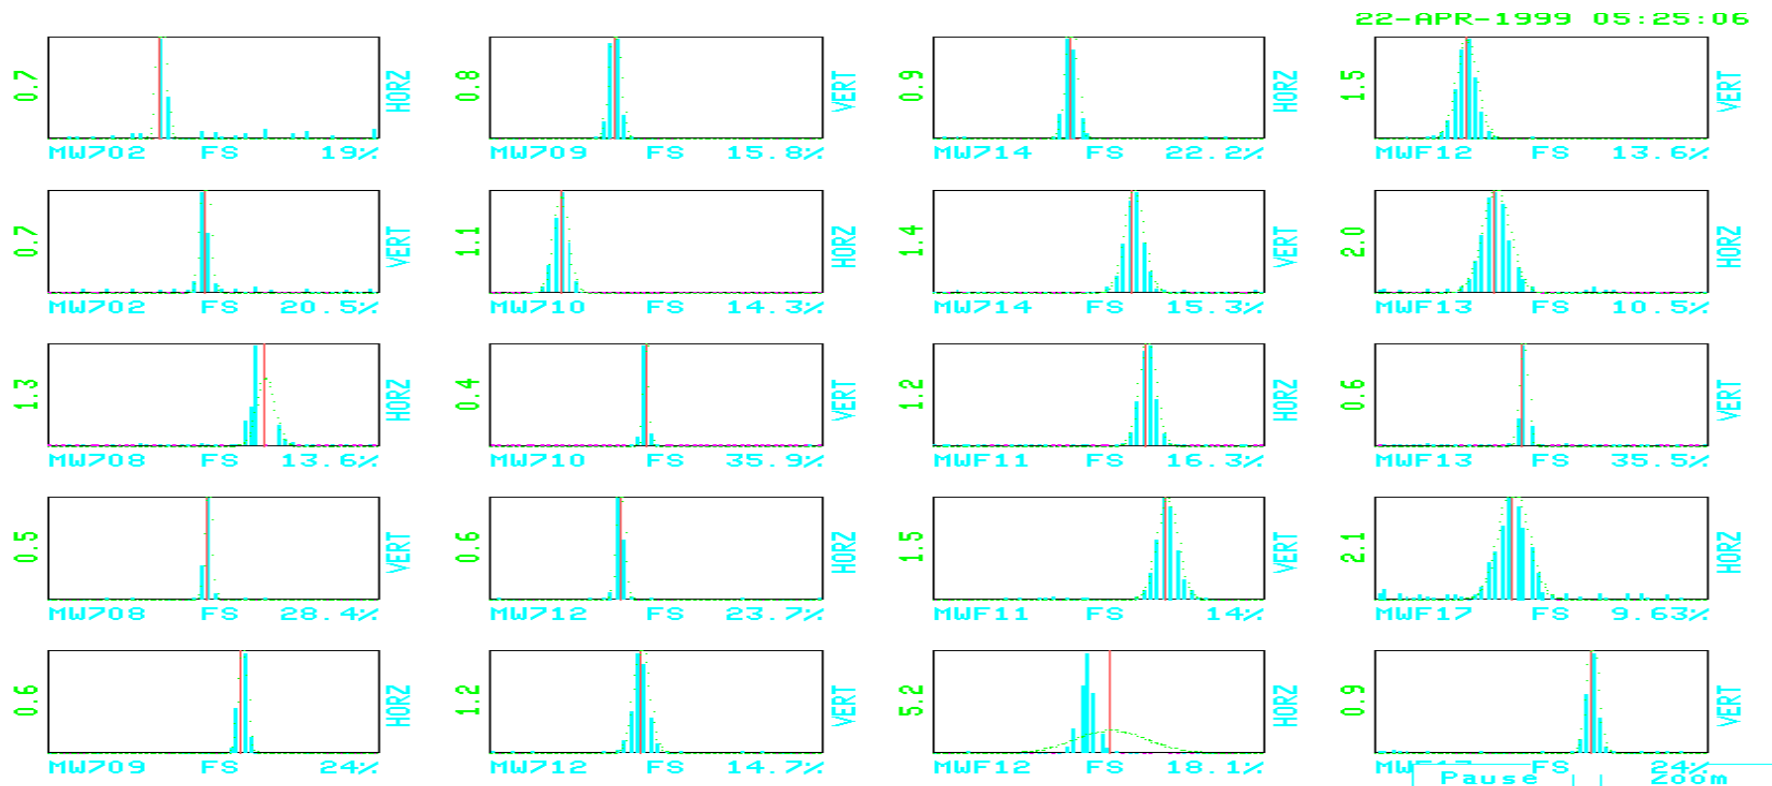 22-APR-1999 05:25:06
0.7 HORZ 0.8 VERT 0.9 HORZ 1.5 VERT
MW702 FS 19% MW709 FS 15.8% MW714 FS 22.2% MWF12 FS 13.6%
0.7 VERT 1.1 HORZ 1.4 VERT 2.0 HORZ
MW702 FS 20.5% MW710 FS 14.3% MW714 FS 15.3% MWF13 FS 10.5%
1.3 HORZ 0.4 VERT 1.2 HORZ 0.6 VERT
MW708 FS 13.6% MW710 FS 35.9% MWF11 FS 16.3% MWF13 FS 35.5%
0.5 VERT 0.6 HORZ 1.5 VERT 2.1 HORZ
MW708 FS 28.4% MW712 FS 23.7% MWF11 FS 14% MWF17 FS 9.63%
0.6 HORZ 1.2 VERT 5.2 HORZ 0.9 VERT
MW709 FS 24% MW712 FS 14.7% MWF12 FS 18.1% MWF17 FS 24%
Pause Zoom